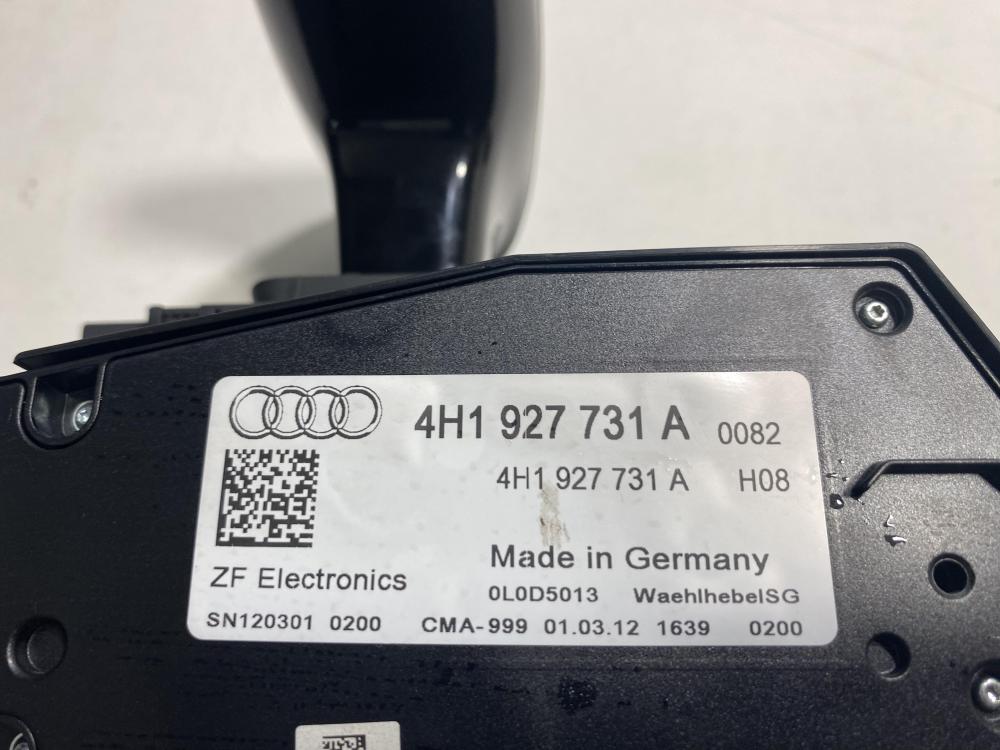 4H1 927 731 A 0082
4H1 927 731 A H08
Made in Germany
ZF Electronics
0L0D5013 WaehlhebelSG
SN120301 0200 CMA-999 01.03.12 1639 0200